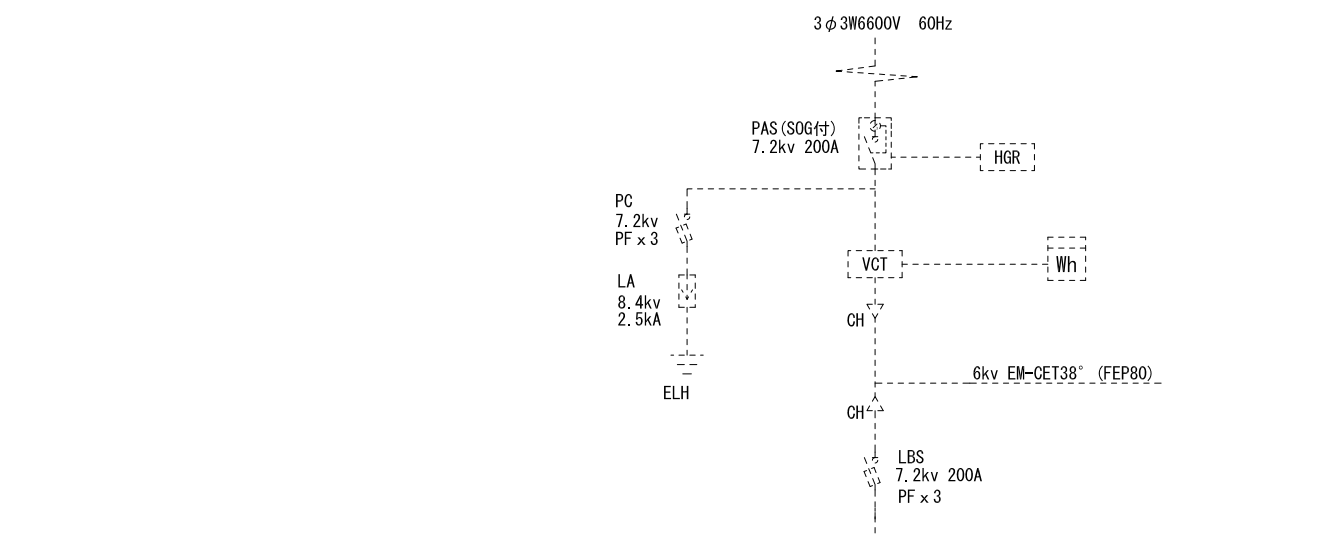 3φ3W6600V 60Hz
PAS(SOG付)
7.2kv 200A
HGR
PC
7.2kv
PF x 3
VCT
Wh
LA
8.4kv
2.5kA
CH
ELH
6kv EM-CET38° (FEP80)
CH
LBS
7.2kv 200A
PF x 3